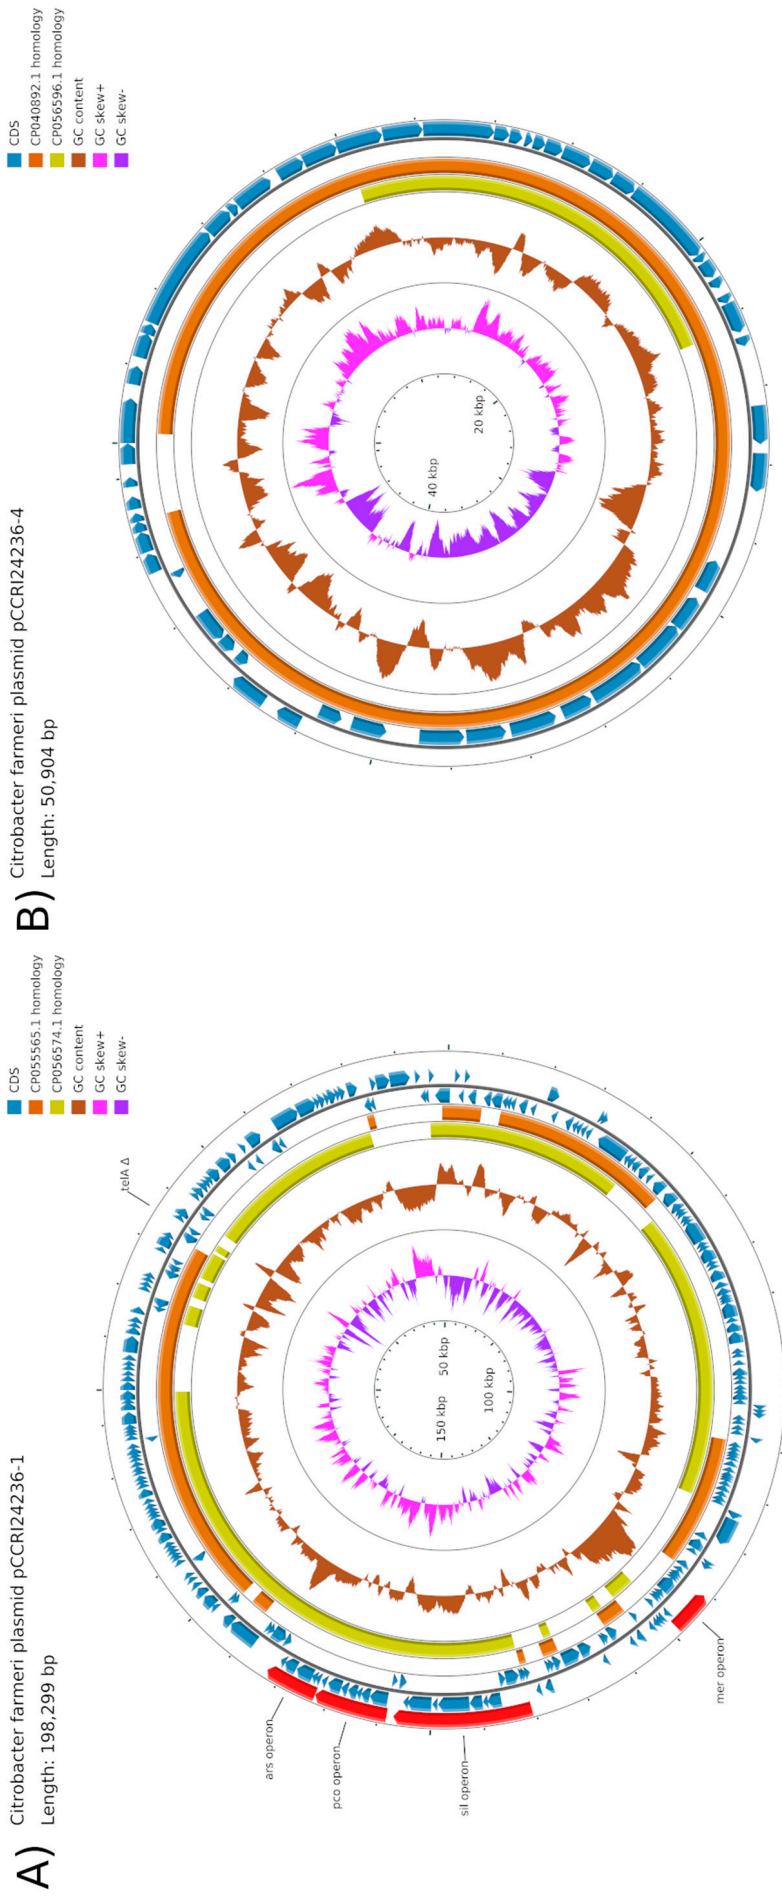 A)
Citrobacter farmeri plasmid pCCRI24236-1
Length: 198,299 bp
CDS
CP055565.1 homology
CP056574.1 homology
GC content
GC skew+
GC skew-
telA Δ
ars operon
pco operon
sil operon
mer operon
50 kbp
100 kbp
150 kbp
B)
Citrobacter farmeri plasmid pCCRI24236-4
Length: 50,904 bp
CDS
CP040892.1 homology
CP056596.1 homology
GC content
GC skew+
GC skew-
20 kbp
40 kbp